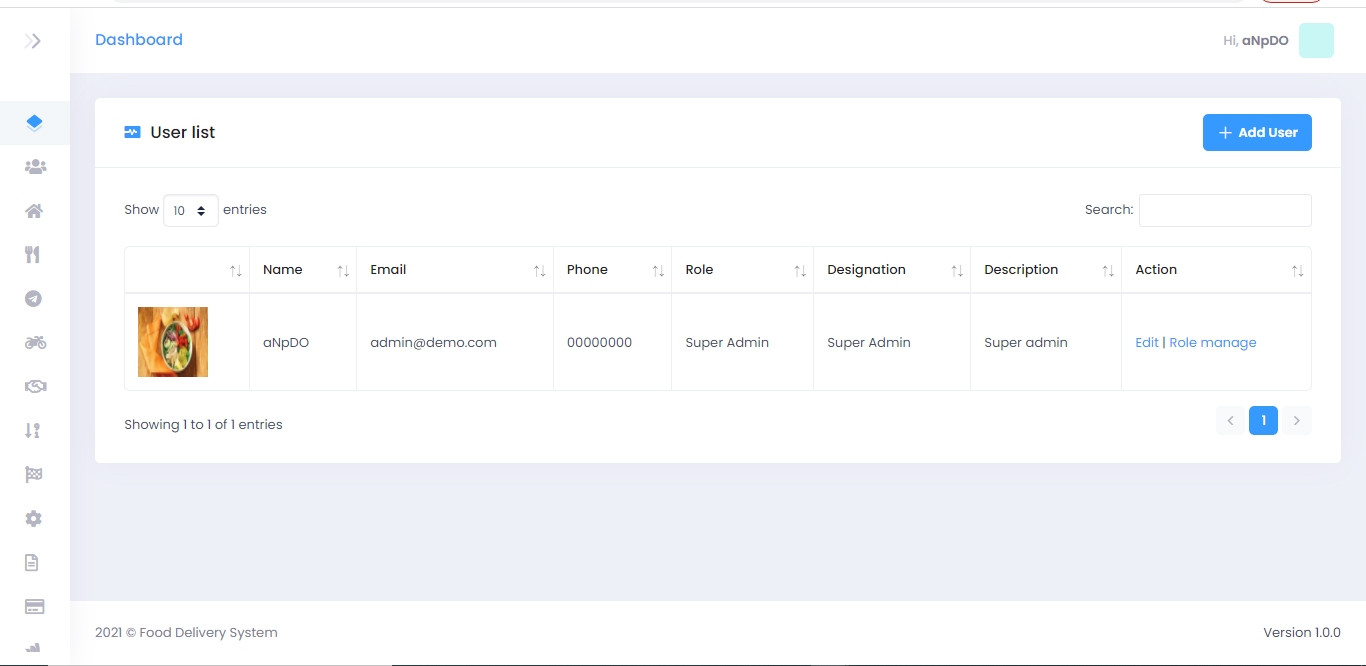 Dashboard
Hi, aNpDO
User list
Add User
Show 10 entries
Search:
Name Email Phone Role Designation Description Action
aNpDO admin@demo.com 00000000 Super Admin Super Admin Super admin Edit | Role manage
Showing 1 to 1 of 1 entries
1
2021 © Food Delivery System
Version 1.0.0